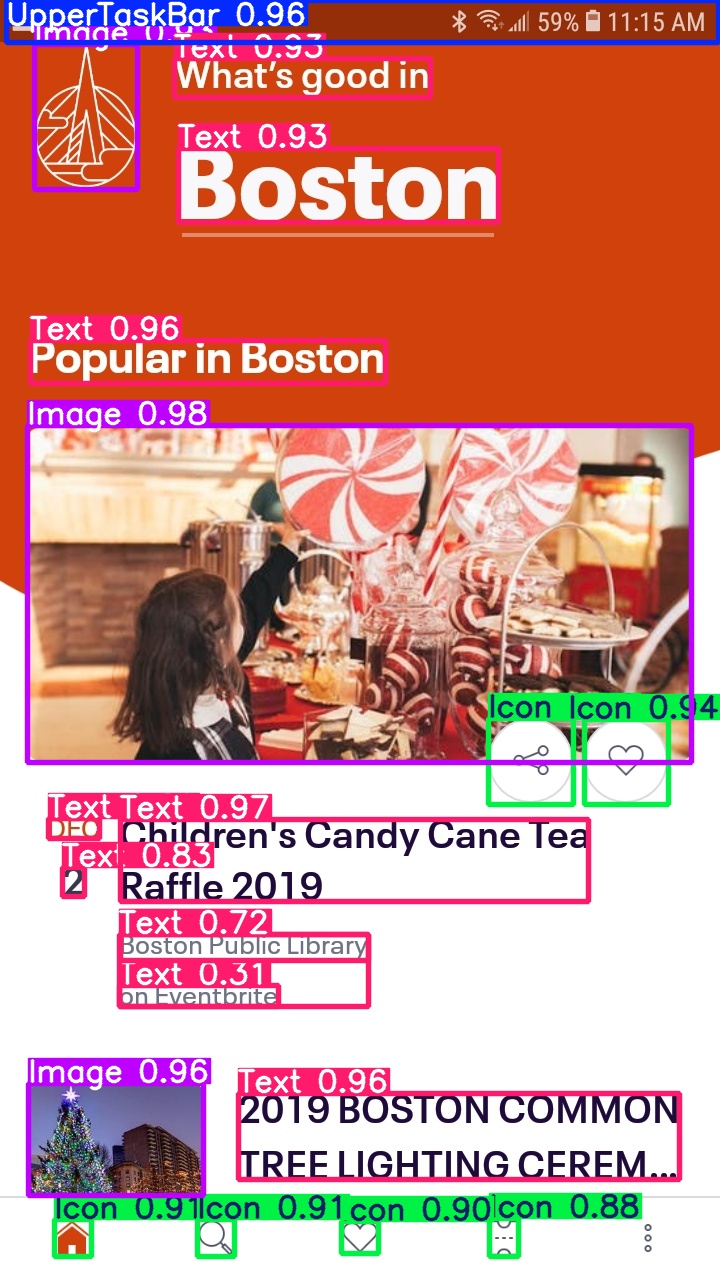 UpperTaskBar 0.96
59% 11:15 AM
Image 0.93
Text 0.93
What's good in
Text 0.93
Boston
Text 0.96
Popular in Boston
Image 0.98
Icon Icon 0.94
Text Text 0.97
DEC Children's Candy Cane Tea
Text 0.83
2 Raffle 2019
Text 0.72
Boston Public Library
Text 0.31
on Eventbrite
Image 0.96
Text 0.96
2019 BOSTON COMMON
TREE LIGHTING CEREM...
Icon 0.91 Icon 0.91 Icon 0.90 Icon 0.88